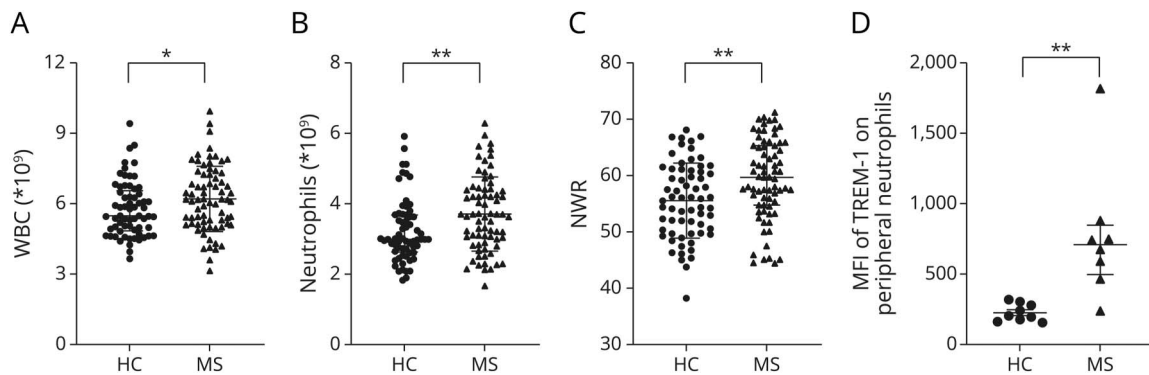 A
WBC (*10⁹)
12
9
6
3
0
*
HC
MS
B
Neutrophils (*10⁹)
8
6
4
2
0
**
HC
MS
C
NWR
80
70
60
50
40
30
**
HC
MS
D
MFI of TREM-1 on
peripheral neutrophils
2,000
1,500
1,000
500
0
**
HC
MS